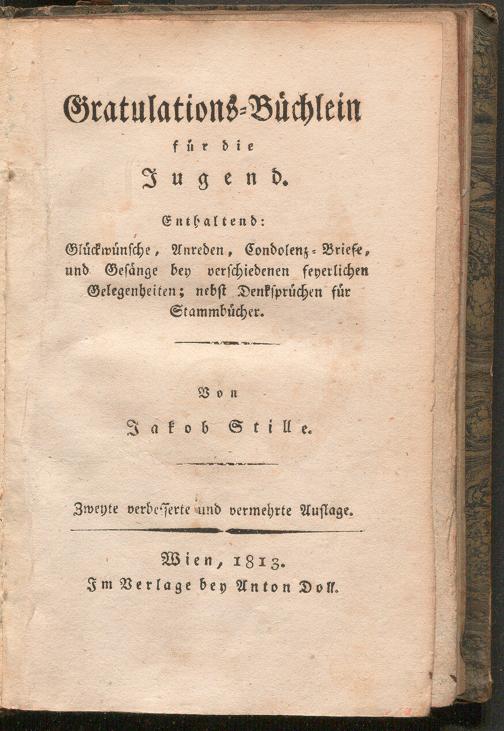 Gratulations-Büchlein
für die
Jugend.
Enthaltend:
Glückwünsche, Anreden, Condolenz-Briefe,
und Gesänge bey verschiedenen feyerlichen
Gelegenheiten; nebst Denksprüchen für
Stammbücher.
Von
Jakob Stille.
Zweyte verbesserte und vermehrte Auflage.
Wien, 1813.
Im Verlage bey Anton Doll.